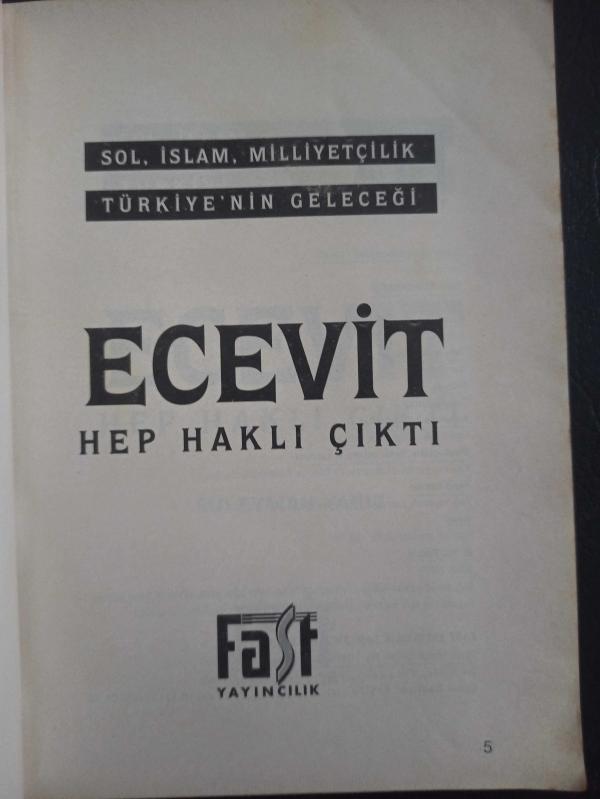 SOL, İSLAM, MİLLİYETÇİLİK
TÜRKİYE'NİN GELECEĞİ
ECEVİT
HEP HAKLI ÇIKTI
Fast
YAYINCILIK
5